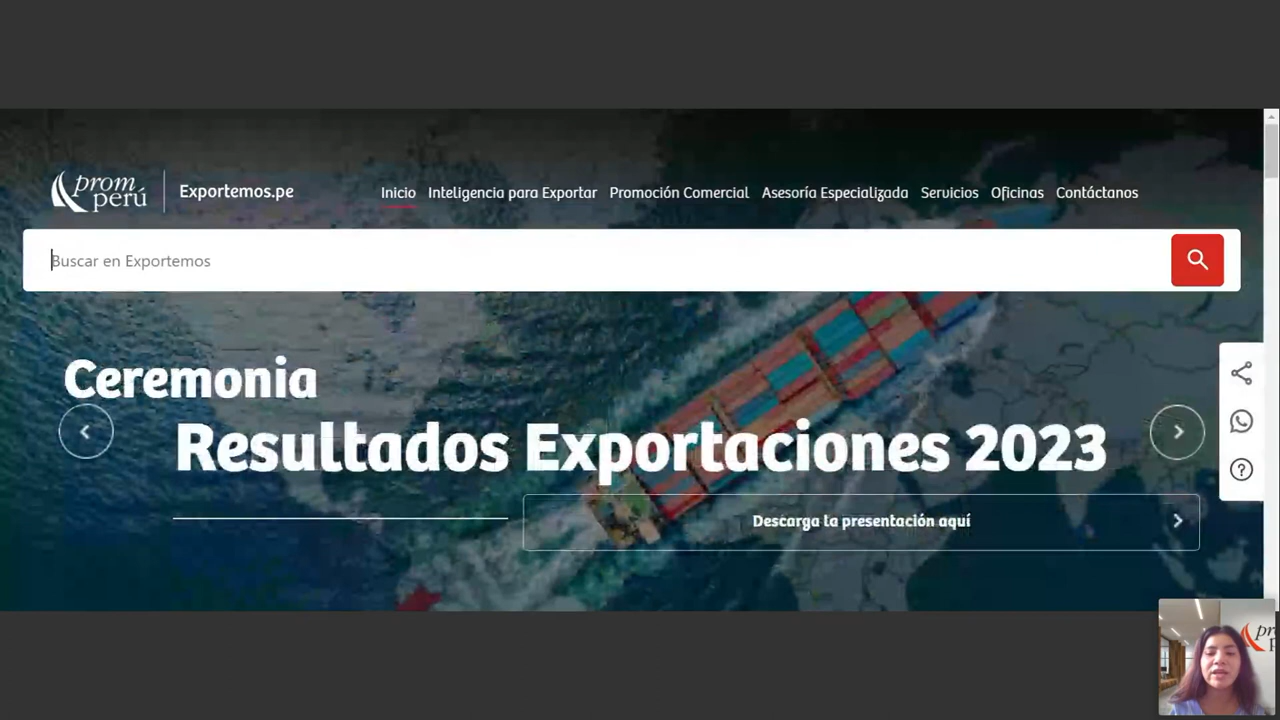 prom
perú
Exportemos.pe
Inicio Inteligencia para Exportar Promoción Comercial Asesoría Especializada Servicios Oficinas Contáctanos
Buscar en Exportemos
Ceremonia
Resultados Exportaciones 2023
Descarga la presentación aquí
pr
p